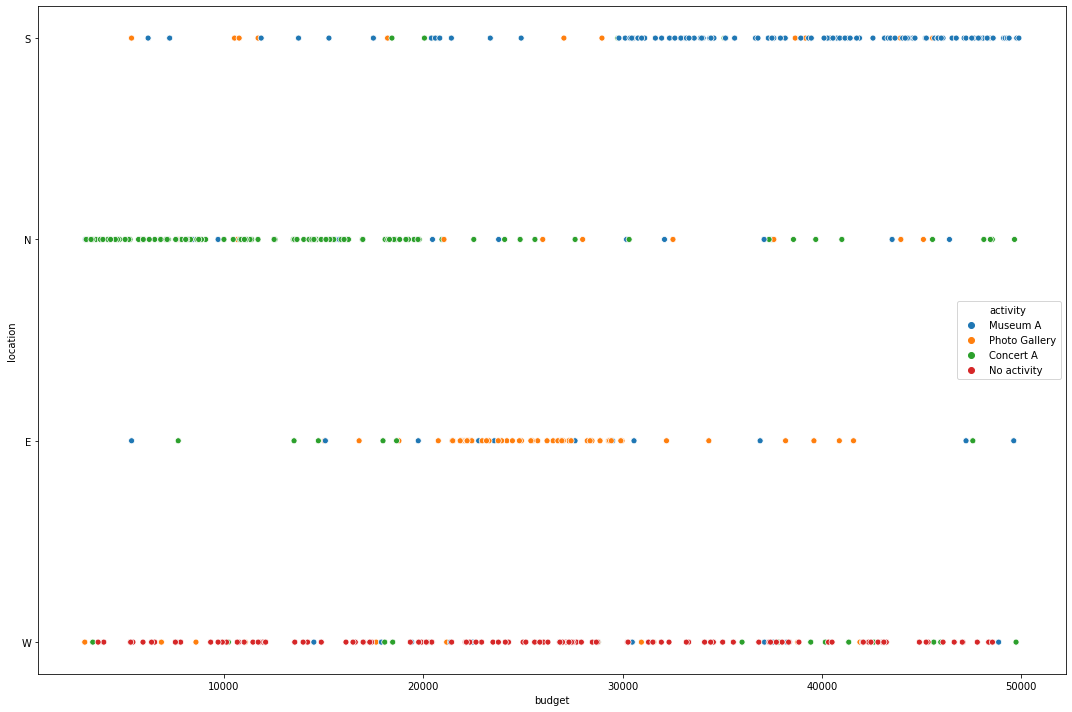 S
N
E
W
location
10000
20000
30000
40000
50000
budget
activity
Museum A
Photo Gallery
Concert A
No activity